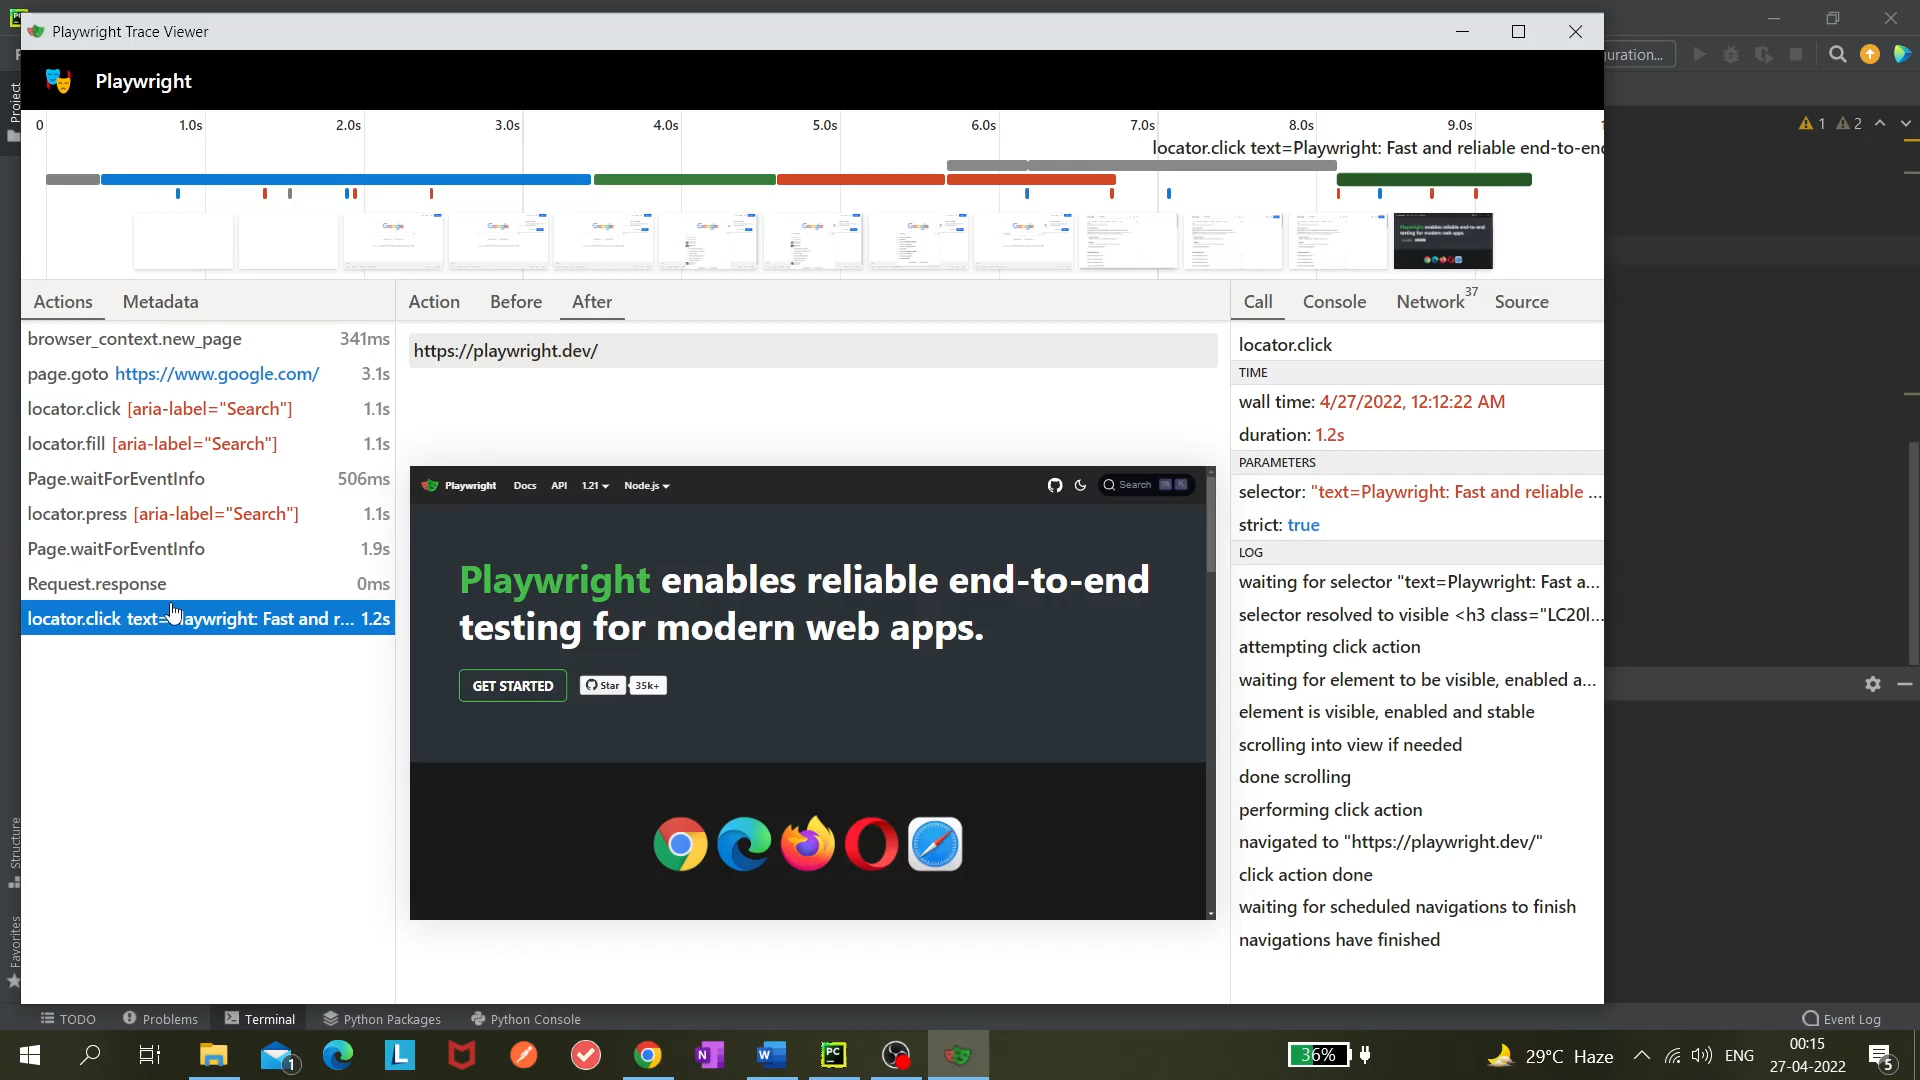 Playwright Trace Viewer
Playwright
uration...
0 1.0s 2.0s 3.0s 4.0s 5.0s 6.0s 7.0s 8.0s 9.0s
1 2
locator.click text=Playwright: Fast and reliable end-to-en
Project
Actions Metadata
Action Before After
Call Console Network 37 Source
browser_context.new_page 341ms
page.goto https://www.google.com/ 3.1s
locator.click [aria-label="Search"] 1.1s
locator.fill [aria-label="Search"] 1.1s
Page.waitForEventInfo 506ms
locator.press [aria-label="Search"] 1.1s
Page.waitForEventInfo 1.9s
Request.response 0ms
locator.click text= aywright: Fast and r... 1.2s
https://playwright.dev/
Playwright Docs API 1.21 Node.js Search K
Playwright enables reliable end-to-end
testing for modern web apps.
GET STARTED Star 35k+
locator.click
TIME
wall time: 4/27/2022, 12:12:22 AM
duration: 1.2s
PARAMETERS
selector: "text=Playwright: Fast and reliable ...
strict: true
LOG
waiting for selector "text=Playwright: Fast a...
selector resolved to visible <h3 class="LC20l...
attempting click action
waiting for element to be visible, enabled a...
element is visible, enabled and stable
scrolling into view if needed
done scrolling
performing click action
navigated to "https://playwright.dev/"
click action done
waiting for scheduled navigations to finish
navigations have finished
Structure
Favorites
TODO Problems Terminal Python Packages Python Console Event Log
1 L N W PC 36% 29°C Haze ENG 00:15
27-04-2022 5